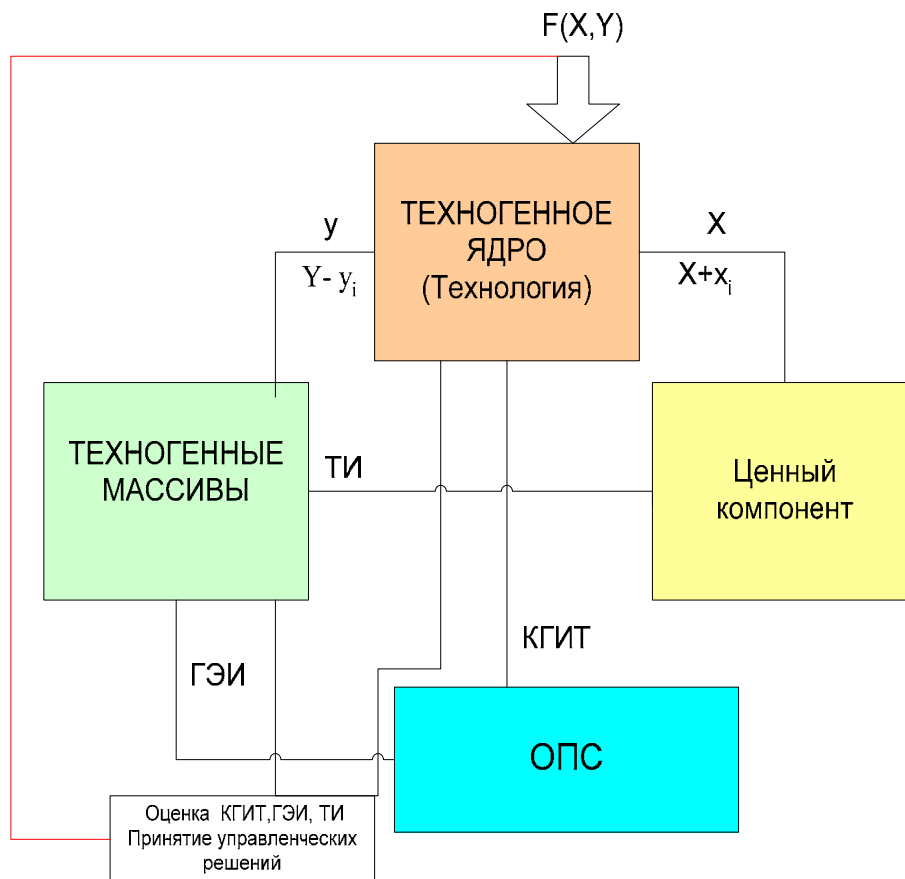 F(X,Y)
ТЕХНОГЕННОЕ
ЯДРО
(Технология)
y
Y- yi
X
X+xi
ТЕХНОГЕННЫЕ
МАССИВЫ
ТИ
Ценный
компонент
ГЭИ
КГИТ
ОПС
Оценка КГИТ,ГЭИ, ТИ
Принятие управленческих
решений